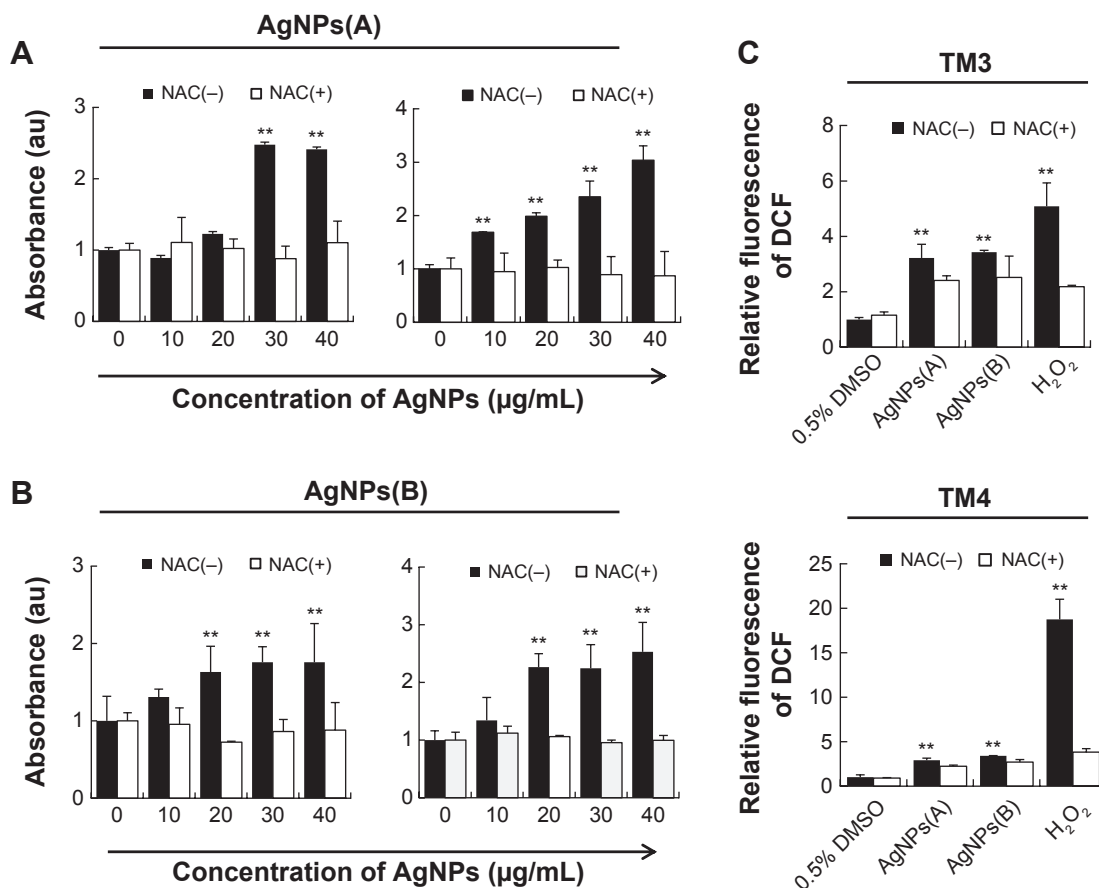 A
AgNPs(A)
NAC(–) NAC(+)
Absorbance (au)
3
2
1
0
0 10 20 30 40
** **
NAC(–) NAC(+)
4
3
2
1
0
0 10 20 30 40
** ** ** **
Concentration of AgNPs (µg/mL)
B
AgNPs(B)
NAC(–) NAC(+)
Absorbance (au)
3
2
1
0
0 10 20 30 40
** ** **
NAC(–) NAC(+)
4
3
2
1
0
0 10 20 30 40
** ** **
Concentration of AgNPs (µg/mL)
C
TM3
NAC(–) NAC(+)
Relative fluorescence
of DCF
8
6
4
2
0
** ** **
0.5% DMSO
AgNPs(A)
AgNPs(B)
H₂O₂
TM4
NAC(–) NAC(+)
Relative fluorescence
of DCF
25
20
15
10
5
0
** ** **
0.5% DMSO
AgNPs(A)
AgNPs(B)
H₂O₂